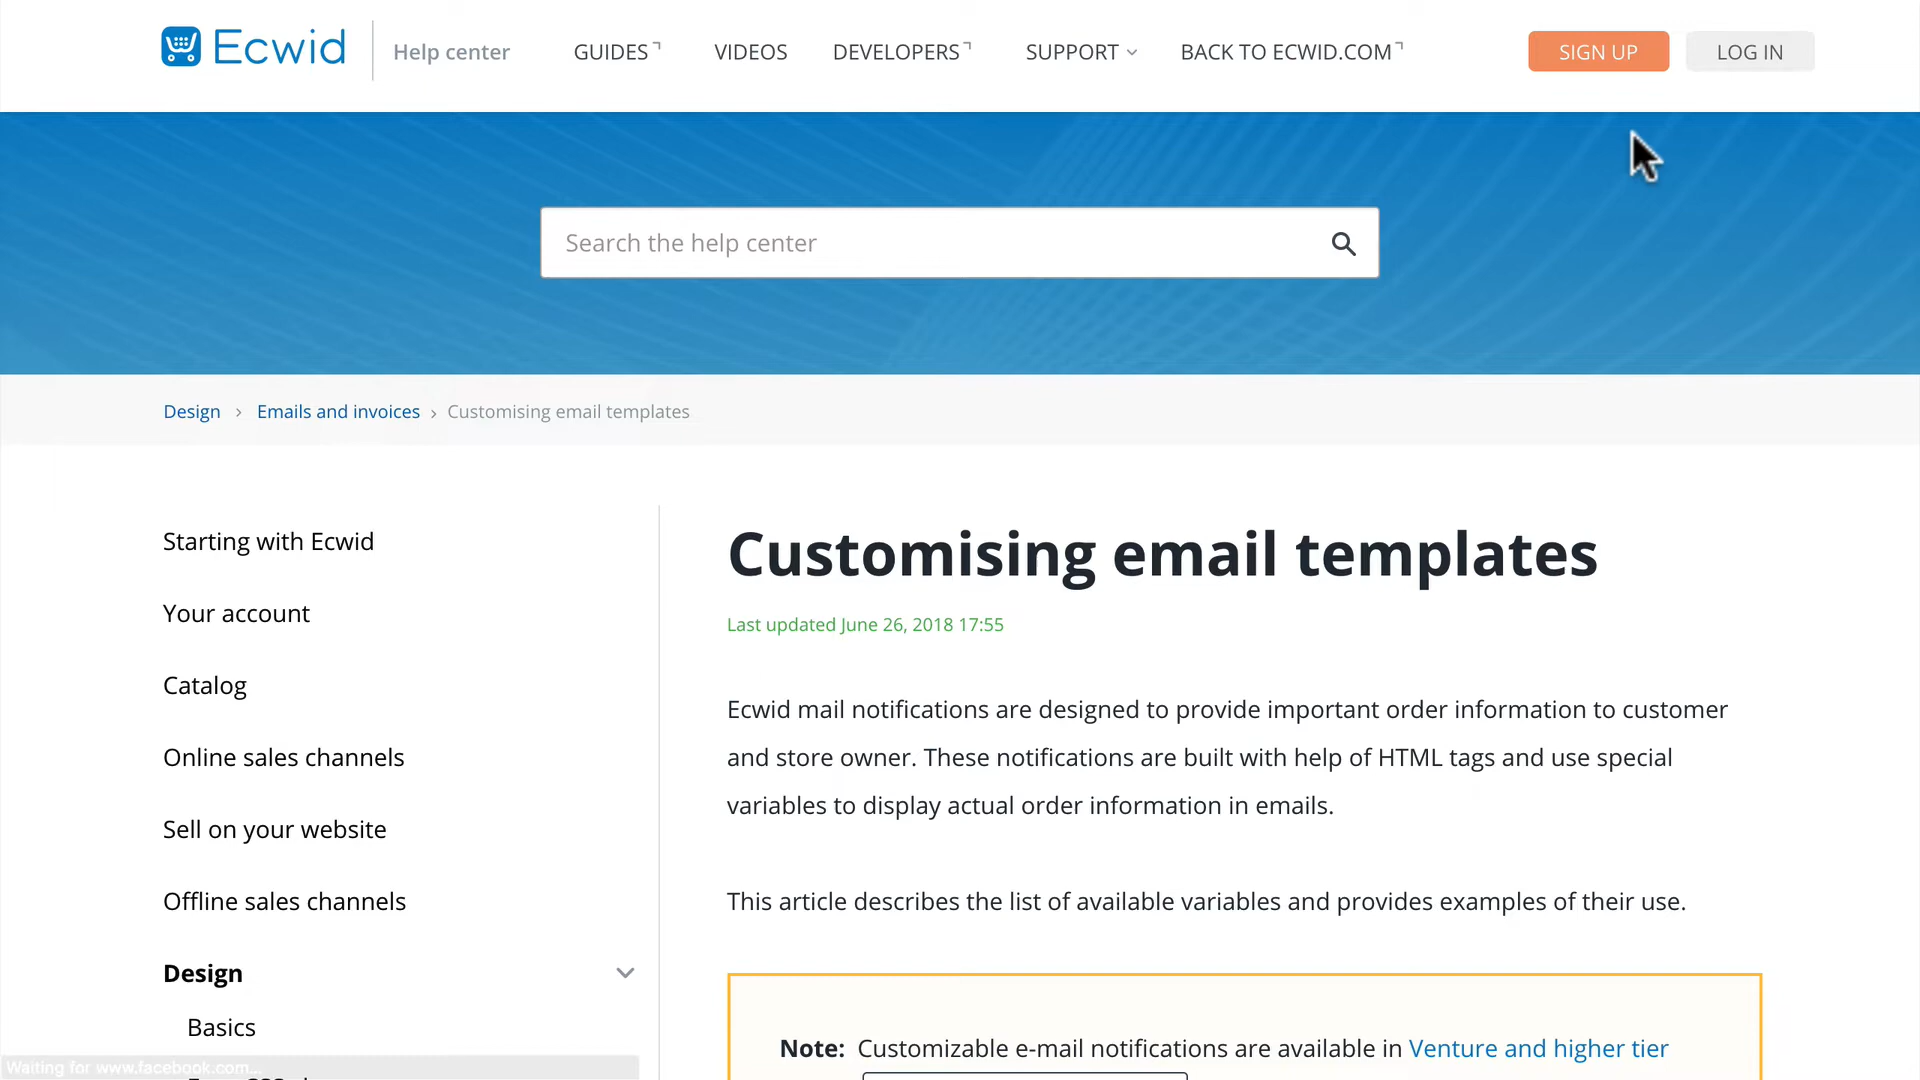 Ecwid Help center GUIDES VIDEOS DEVELOPERS SUPPORT BACK TO ECWID.COM SIGN UP LOG IN
Search the help center
Design › Emails and invoices › Customising email templates
Starting with Ecwid
Your account
Catalog
Online sales channels
Sell on your website
Offline sales channels
Design
Basics
Customising email templates
Last updated June 26, 2018 17:55
Ecwid mail notifications are designed to provide important order information to customer
and store owner. These notifications are built with help of HTML tags and use special
variables to display actual order information in emails.
This article describes the list of available variables and provides examples of their use.
Note: Customizable e-mail notifications are available in Venture and higher tier
Waiting for www.facebook.com...